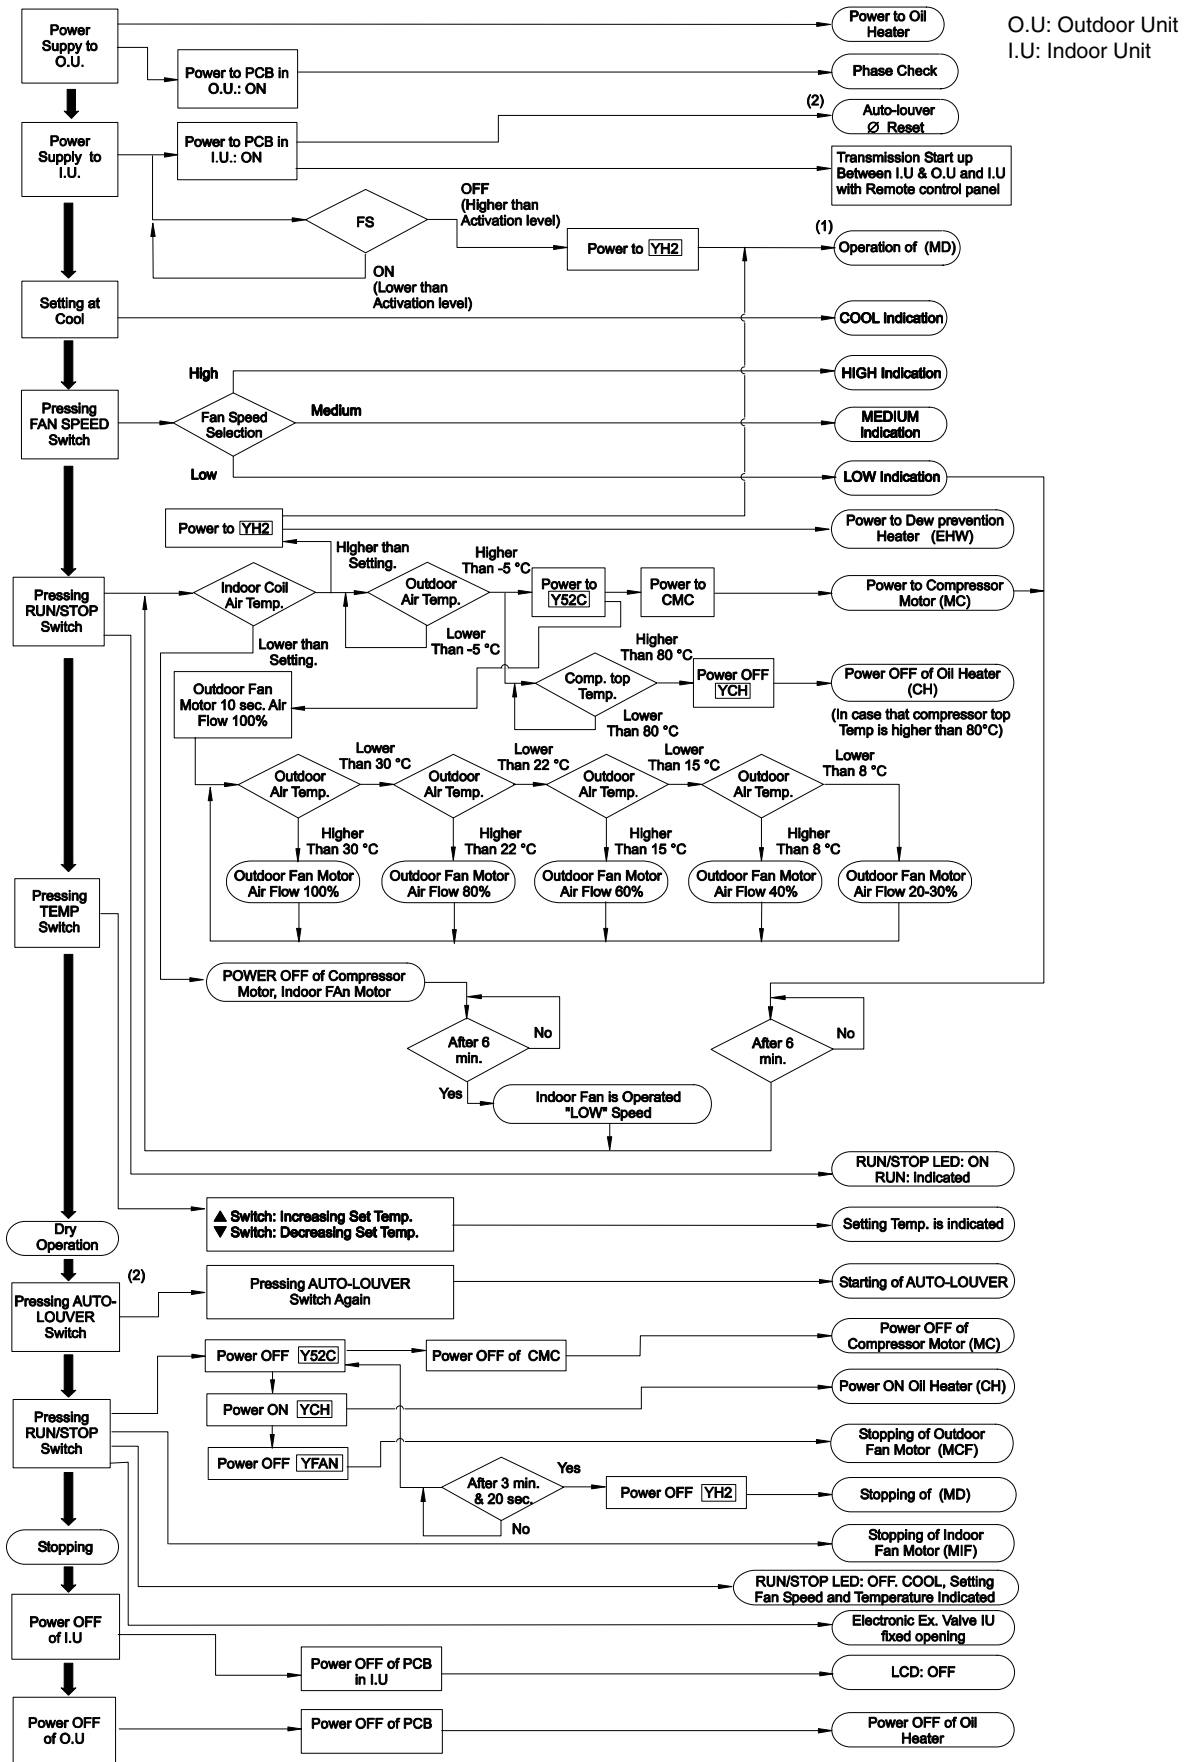 O.U: Outdoor Unit
I.U: Indoor Unit
Power
Suppy to
O.U.
Power to Oil
Heater
Power to PCB in
O.U.: ON
Phase Check
Power
Supply to
I.U.
Power to PCB in
I.U.: ON
(2)
Auto-louver
Ø Reset
Transmission Start up
Between I.U & O.U and I.U
with Remote control panel
FS
OFF
(Higher than
Activation level)
ON
(Lower than
Activation level)
Power to YH2
(1)
Operation of (MD)
Setting at
Cool
COOL Indication
Pressing
FAN SPEED
Switch
Fan Speed
Selection
High
HIGH Indication
Medium
MEDIUM
Indication
Low
LOW Indication
Power to YH2
Power to Dew prevention
Heater (EHW)
Pressing
RUN/STOP
Switch
Indoor Coil
Air Temp.
Higher than
Setting.
Lower than
Setting.
Outdoor
Air Temp.
Higher
Than -5 °C
Lower
Than -5 °C
Power to
Y52C
Power to
CMC
Power to Compressor
Motor (MC)
Outdoor Fan
Motor 10 sec. Air
Flow 100%
Comp. top
Temp.
Higher
Than 80 °C
Lower
Than 80 °C
Power OFF
YCH
Power OFF of Oil Heater
(CH)
(In case that compressor top
Temp is higher than 80°C)
Outdoor
Air Temp.
Lower
Than 30 °C
Outdoor
Air Temp.
Lower
Than 22 °C
Outdoor
Air Temp.
Lower
Than 15 °C
Outdoor
Air Temp.
Lower
Than 8 °C
Higher
Than 30 °C
Higher
Than 22 °C
Higher
Than 15 °C
Higher
Than 8 °C
Outdoor Fan Motor
Air Flow 100%
Outdoor Fan Motor
Air Flow 80%
Outdoor Fan Motor
Air Flow 60%
Outdoor Fan Motor
Air Flow 40%
Outdoor Fan Motor
Air Flow 20-30%
Pressing
TEMP
Switch
POWER OFF of Compressor
Motor, Indoor FAn Motor
After 6
min.
No
Yes
Indoor Fan is Operated
"LOW" Speed
After 6
min.
No
RUN/STOP LED: ON
RUN: Indicated
▲ Switch: Increasing Set Temp.
▼ Switch: Decreasing Set Temp.
Setting Temp. is indicated
Dry
Operation
Pressing AUTO-
LOUVER
Switch
(2)
Pressing AUTO-LOUVER
Switch Again
Starting of AUTO-LOUVER
Pressing
RUN/STOP
Switch
Power OFF Y52C
Power OFF of CMC
Power OFF of
Compressor Motor (MC)
Power ON YCH
Power ON Oil Heater (CH)
Power OFF YFAN
Stopping of Outdoor
Fan Motor (MCF)
After 3 min.
& 20 sec.
Yes
No
Power OFF YH2
Stopping of (MD)
Stopping
Stopping of Indoor
Fan Motor (MIF)
RUN/STOP LED: OFF. COOL, Setting
Fan Speed and Temperature Indicated
Power OFF
of I.U
Electronic Ex. Valve IU
fixed opening
Power OFF of PCB
in I.U
LCD: OFF
Power OFF
of O.U
Power OFF of PCB
Power OFF of Oil
Heater